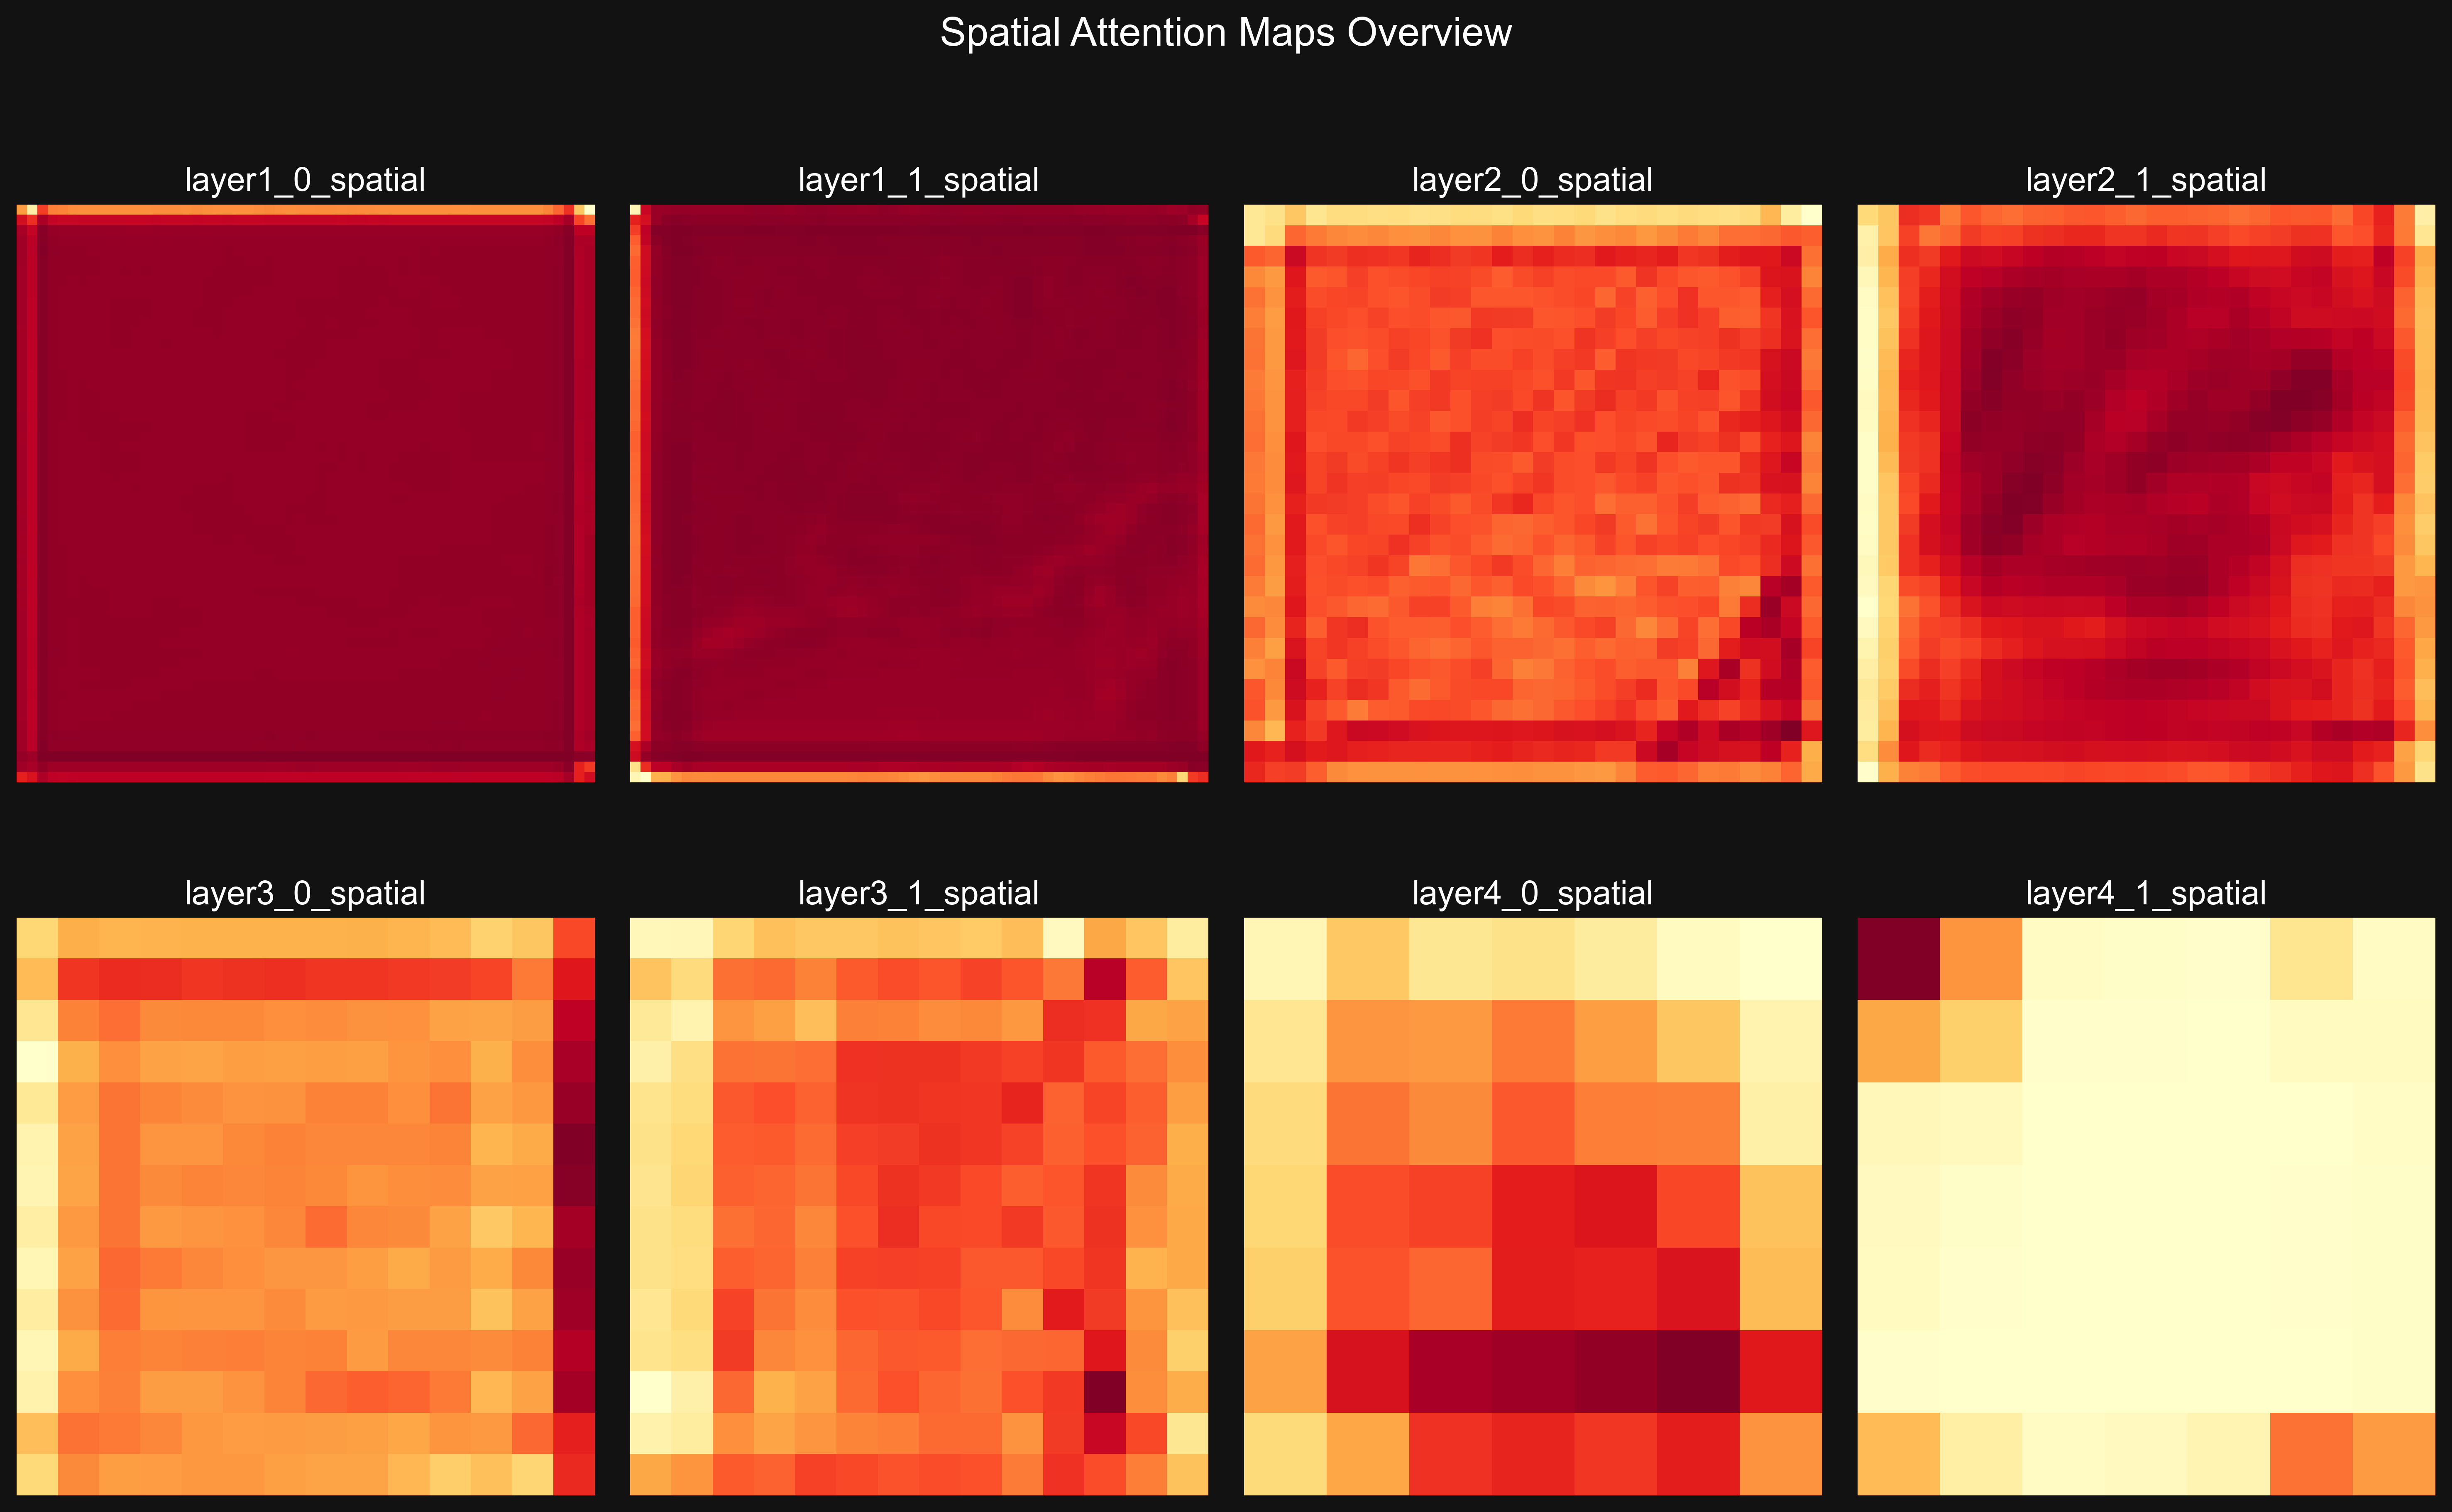 Spatial Attention Maps Overview
layer1_0_spatial
layer1_1_spatial
layer2_0_spatial
layer2_1_spatial
layer3_0_spatial
layer3_1_spatial
layer4_0_spatial
layer4_1_spatial